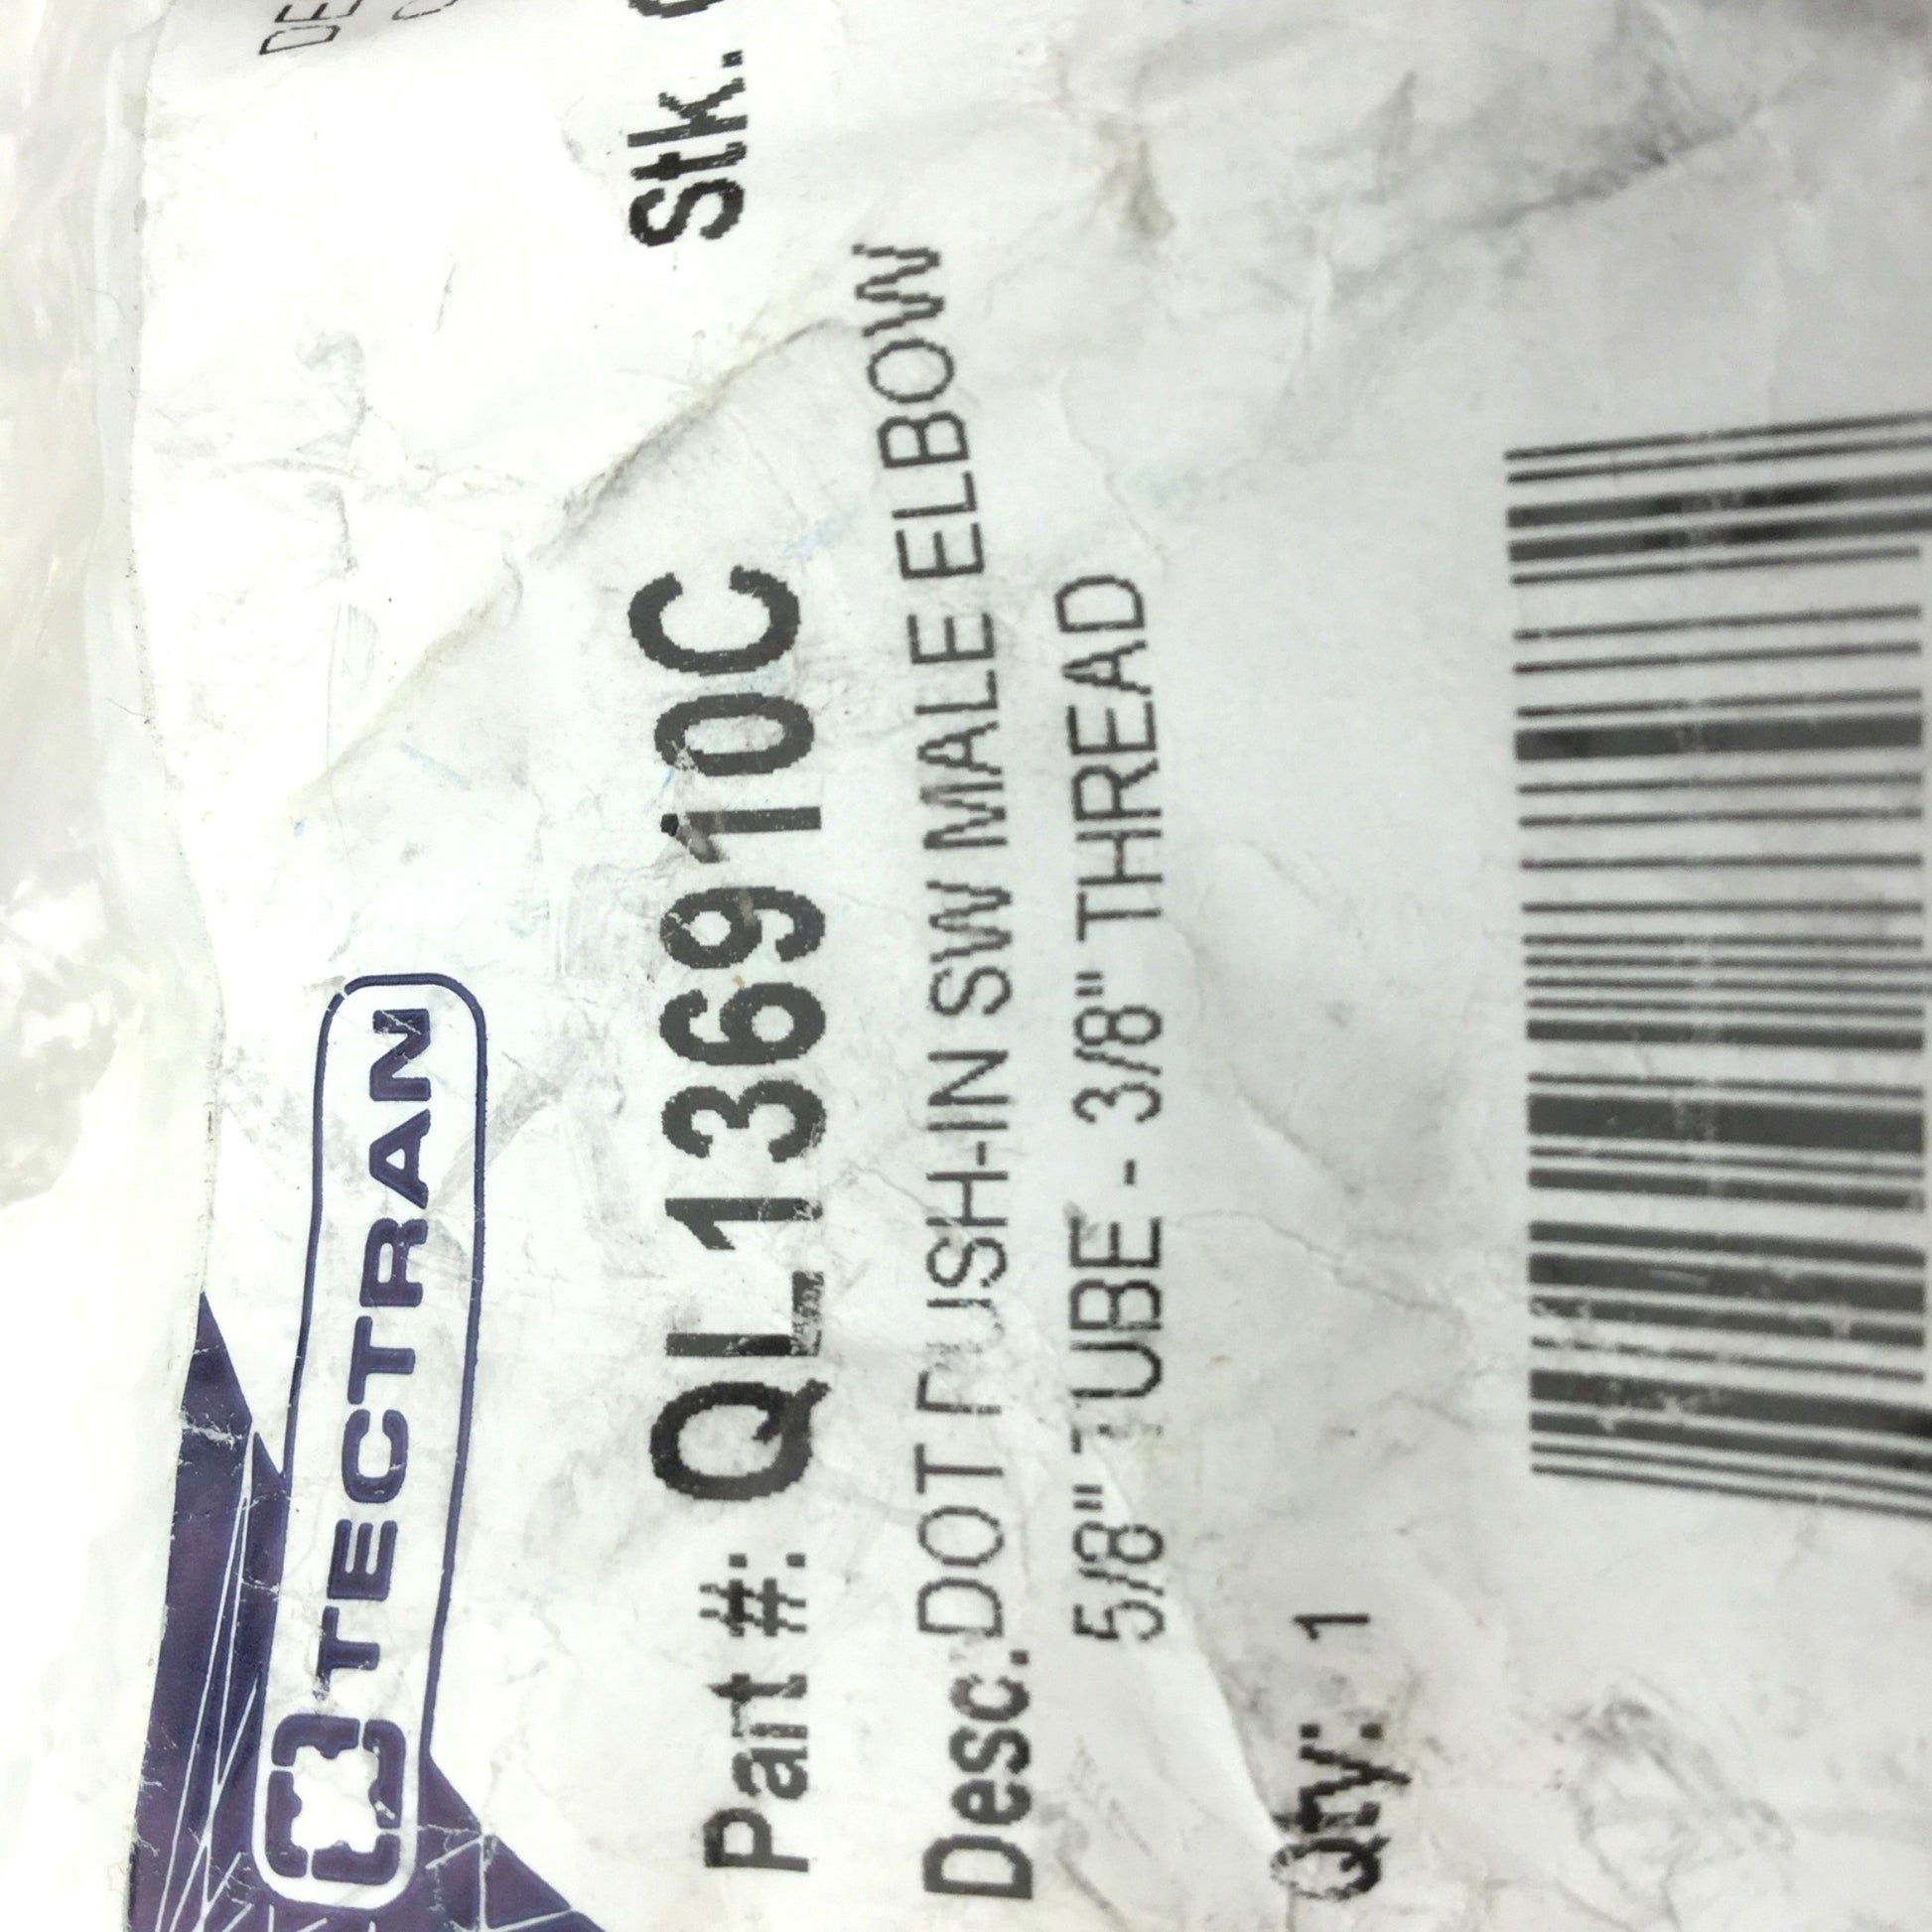 TECTRAN
Part #: QL136910C
Stk.
Desc. DOT PUSH-IN SW MALE ELBOW
5/8" TUBE - 3/8" THREAD
Qty: 1